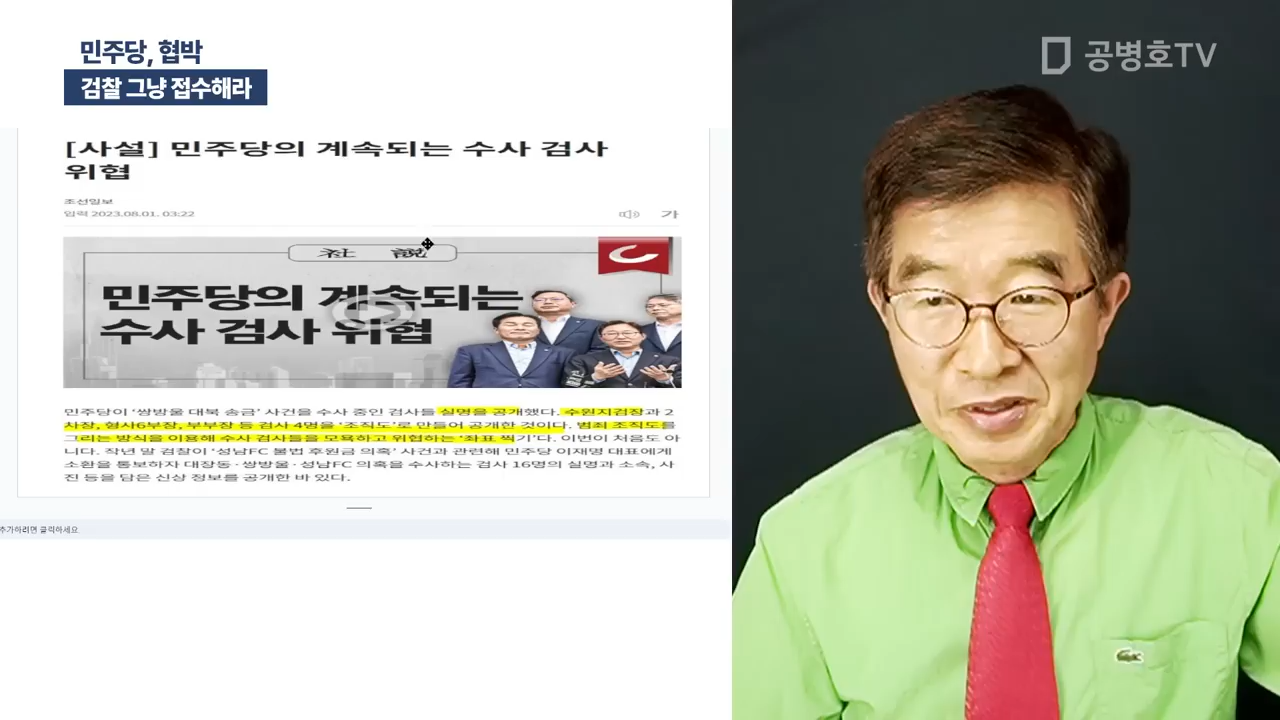 민주당, 협박
검찰 그냥 접수해라
공병호TV
[사설] 민주당의 계속되는 수사 검사
위협
조선일보
입력 2023.08.01. 03:22
가
社 說
민주당의 계속되는
수사 검사 위협
민주당이 ‘쌍방울 대북 송금’ 사건을 수사 중인 검사들 실명을 공개했다. 수원지검장과 2
차장, 형사6부장, 부부장 등 검사 4명을 ‘조직도’로 만들어 공개한 것이다. 범죄 조직도를
그리는 방식을 이용해 수사 검사들을 모욕하고 위협하는 ‘좌표 찍기’다. 이번이 처음도 아
니다. 작년 말 검찰이 ‘성남FC 불법 후원금 의혹’ 사건과 관련해 민주당 이재명 대표에게
소환을 통보하자 대장동·쌍방울·성남FC 의혹을 수사하는 검사 16명의 실명과 소속, 사
진 등을 담은 신상 정보를 공개한 바 있다.
추가하려면 클릭하세요